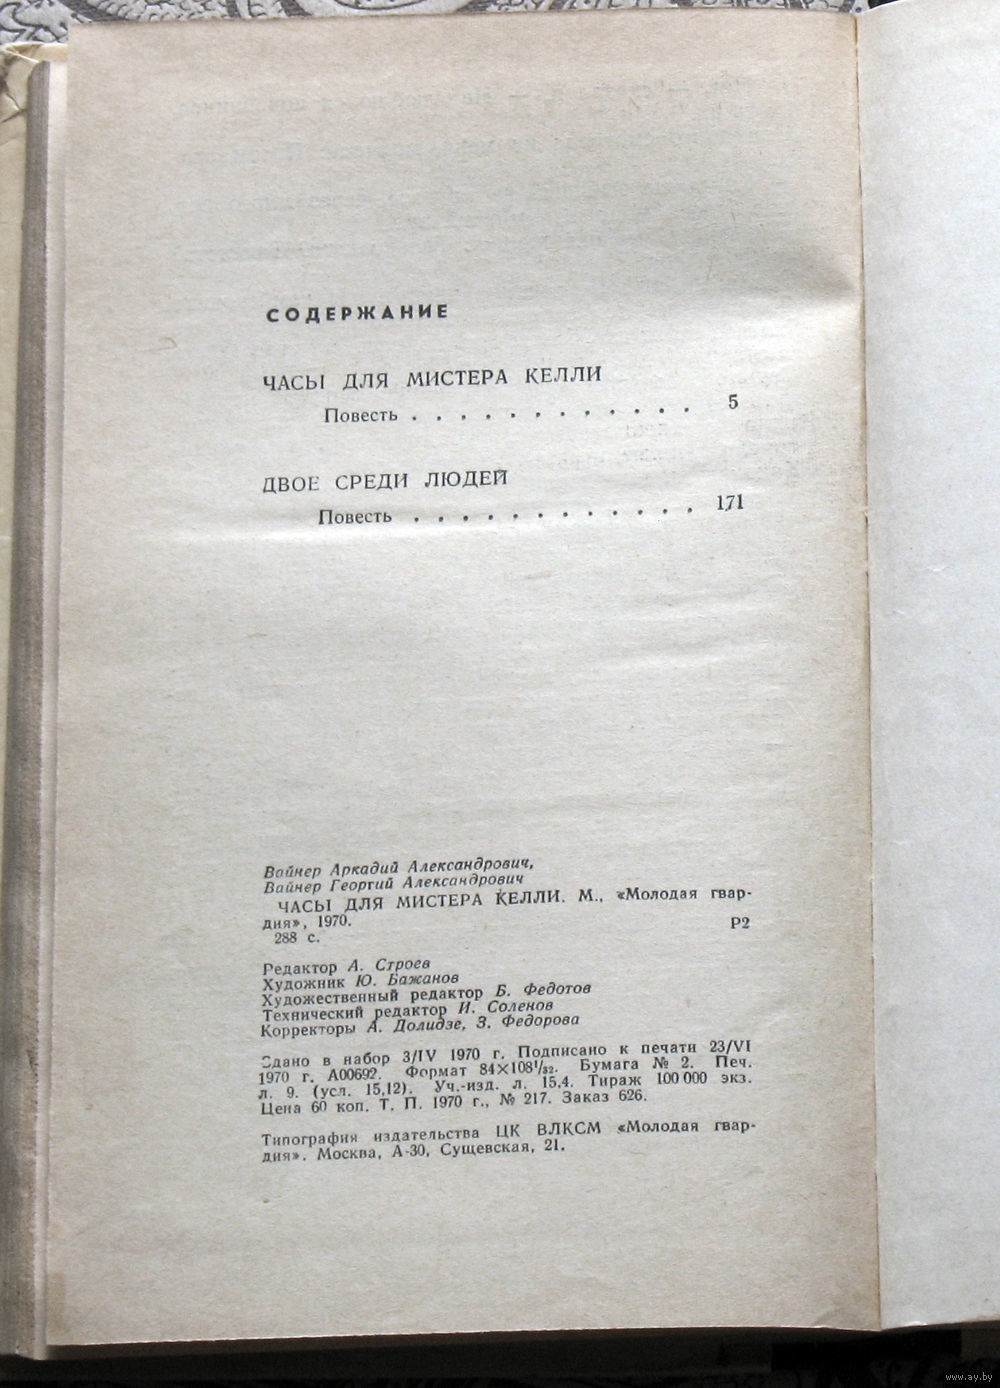 СОДЕРЖАНИЕ
ЧАСЫ ДЛЯ МИСТЕРА КЕЛЛИ
Повесть . . . . . . . . . . . . 5
ДВОЕ СРЕДИ ЛЮДЕЙ
Повесть . . . . . . . . . . . . 171
Вайнер Аркадий Александрович,
Вайнер Георгий Александрович
ЧАСЫ ДЛЯ МИСТЕРА КЕЛЛИ. М., «Молодая гвар-
дия», 1970.
288 с.
Р2
Редактор А. Строев
Художник Ю. Бажанов
Художественный редактор Б. Федотов
Технический редактор И. Соленов
Корректоры А. Долидзе, З. Федорова
Сдано в набор 3/IV 1970 г. Подписано к печати 23/VI
1970 г. А00692. Формат 84×108¹/₃₂. Бумага № 2. Печ.
л. 9. (усл. 15,12). Уч.-изд. л. 15,4. Тираж 100 000 экз.
Цена 60 коп. Т. П. 1970 г., № 217. Заказ 626.
Типография издательства ЦК ВЛКСМ «Молодая гвар-
дия». Москва, А-30, Сущевская, 21.
www.ay.by